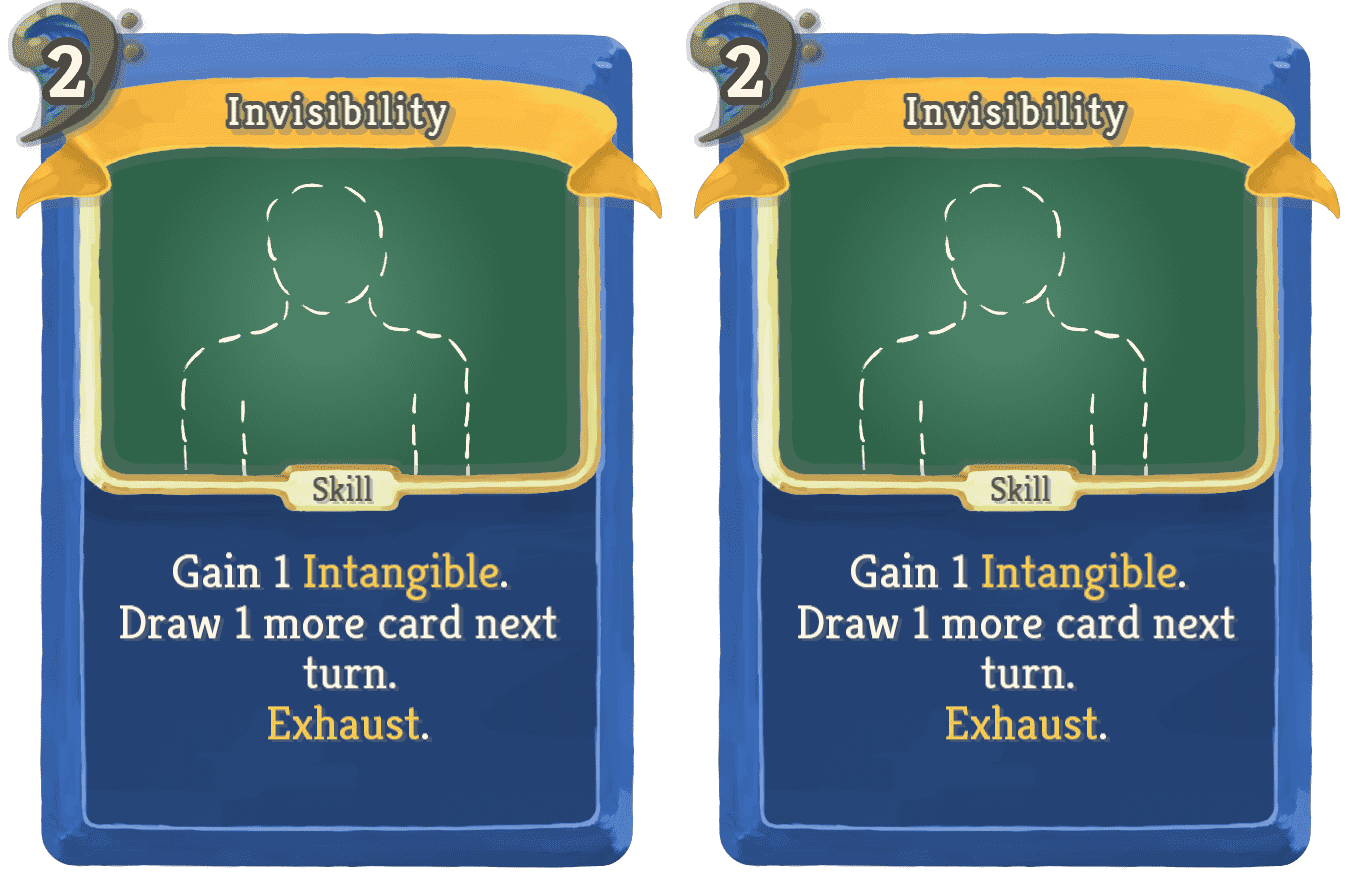 2
Invisibility
Skill
Gain 1 Intangible.
Draw 1 more card next
turn.
Exhaust.
2
Invisibility
Skill
Gain 1 Intangible.
Draw 1 more card next
turn.
Exhaust.